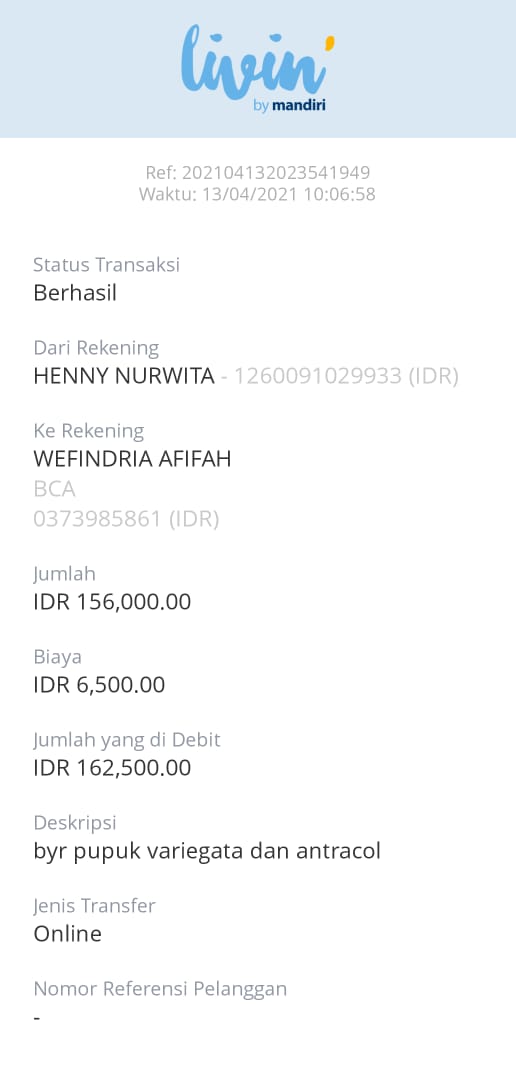 livin'
by mandiri
Ref: 202104132023541949
Waktu: 13/04/2021 10:06:58
Status Transaksi
Berhasil
Dari Rekening
HENNY NURWITA - 1260091029933 (IDR)
Ke Rekening
WEFINDRIA AFIFAH
BCA
0373985861 (IDR)
Jumlah
IDR 156,000.00
Biaya
IDR 6,500.00
Jumlah yang di Debit
IDR 162,500.00
Deskripsi
byr pupuk variegata dan antracol
Jenis Transfer
Online
Nomor Referensi Pelanggan
-